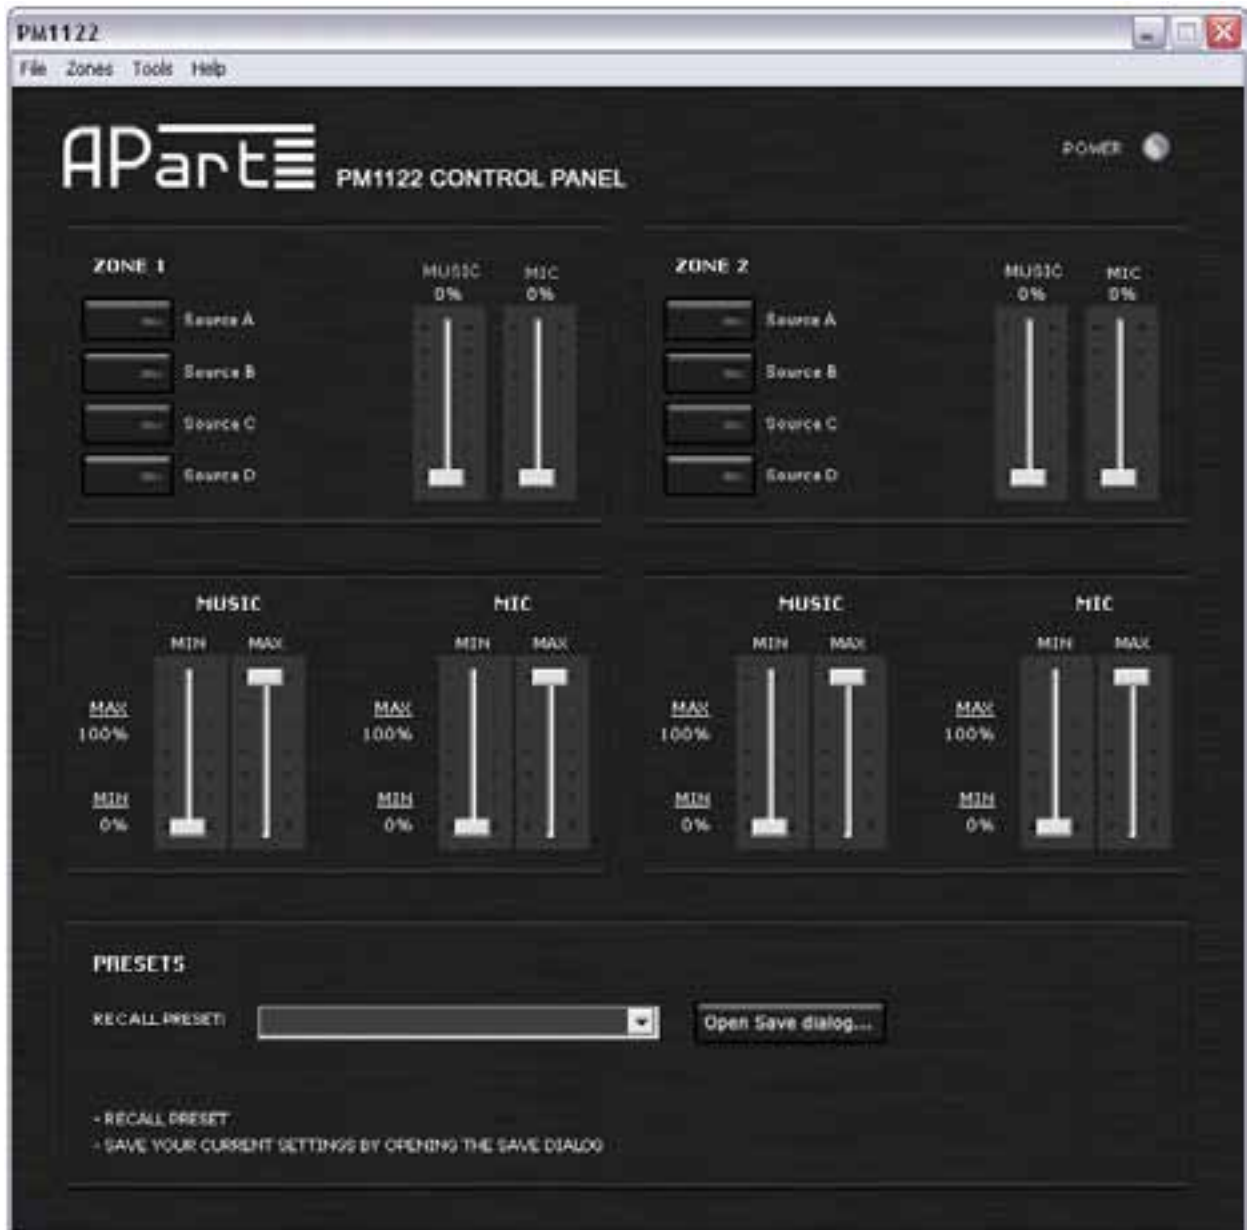 PM1122
File Zones Tools Help
APart
PM1122 CONTROL PANEL
POWER
ZONE 1
MUSIC MIC
0% 0%
Source A
Source B
Source C
Source D
ZONE 2
MUSIC MIC
0% 0%
Source A
Source B
Source C
Source D
MUSIC
MIN MAX
MAX
100%
MIN
0%
MIC
MIN MAX
MAX
100%
MIN
0%
MUSIC
MIN MAX
MAX
100%
MIN
0%
MIC
MIN MAX
MAX
100%
MIN
0%
PRESETS
RECALL PRESET:
Open Save dialog...
- RECALL PRESET
- SAVE YOUR CURRENT SETTINGS BY OPENING THE SAVE DIALOG